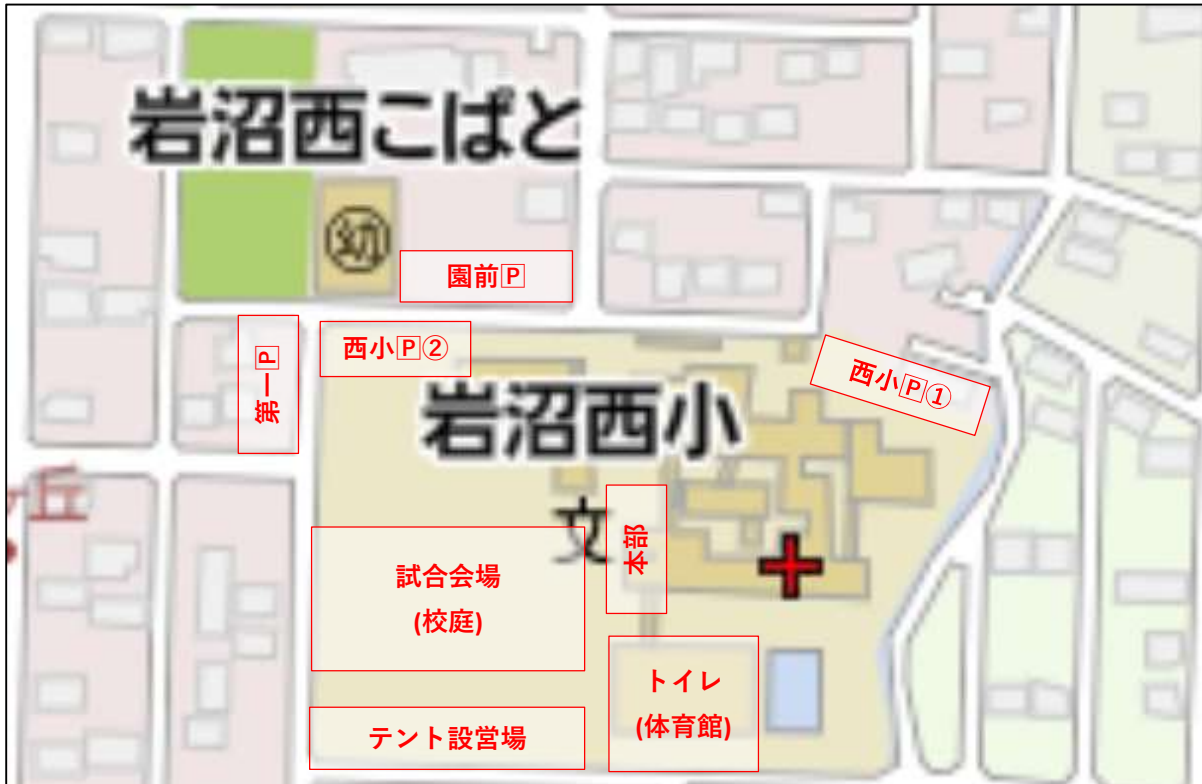 岩沼西こばと
幼
園前🄿
第一🄿
西小🄿②
西小🄿①
岩沼西小
文
本部
試合会場
(校庭)
トイレ
(体育館)
テント設営場